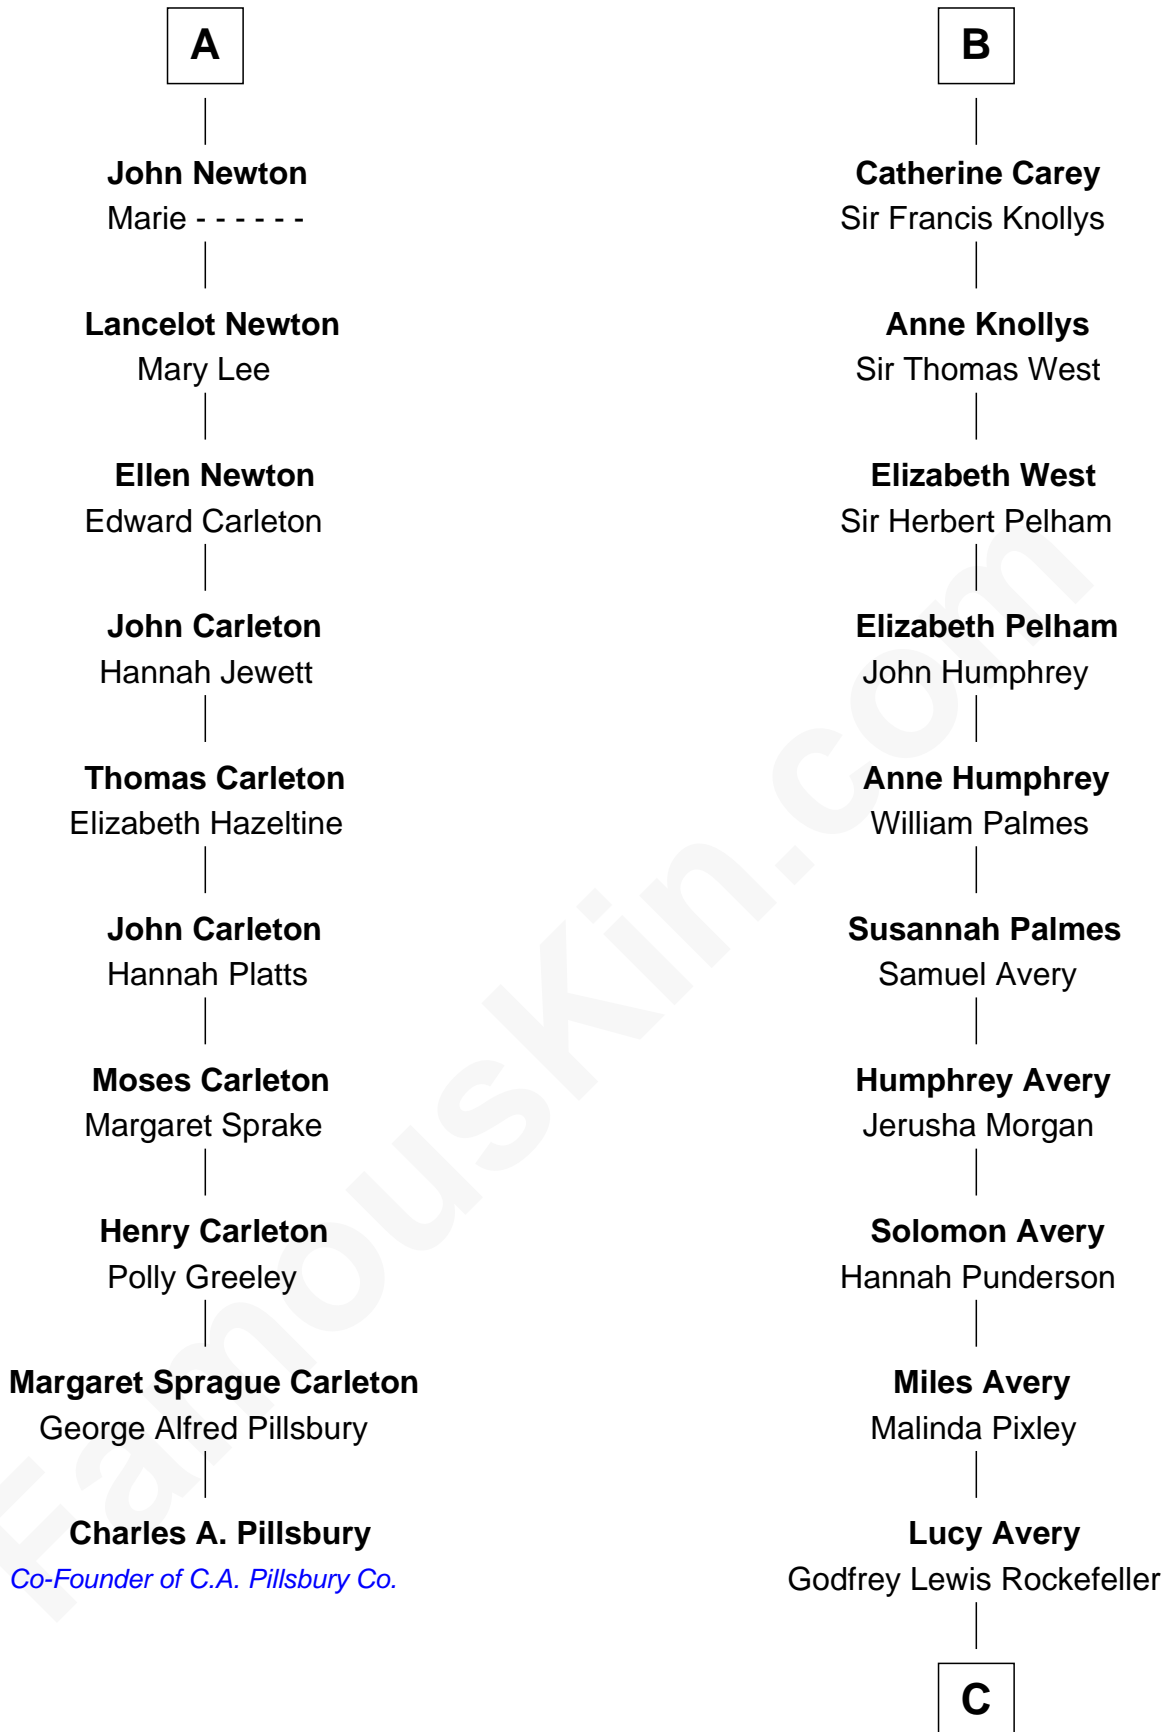 A
John Newton
Marie - - - - - -
Lancelot Newton
Mary Lee
Ellen Newton
Edward Carleton
John Carleton
Hannah Jewett
Thomas Carleton
Elizabeth Hazeltine
John Carleton
Hannah Platts
Moses Carleton
Margaret Sprake
Henry Carleton
Polly Greeley
Margaret Sprague Carleton
George Alfred Pillsbury
Charles A. Pillsbury
Co-Founder of C.A. Pillsbury Co.
B
Catherine Carey
Sir Francis Knollys
Anne Knollys
Sir Thomas West
Elizabeth West
Sir Herbert Pelham
Elizabeth Pelham
John Humphrey
Anne Humphrey
William Palmes
Susannah Palmes
Samuel Avery
Humphrey Avery
Jerusha Morgan
Solomon Avery
Hannah Punderson
Miles Avery
Malinda Pixley
Lucy Avery
Godfrey Lewis Rockefeller
C
FamousKin.com